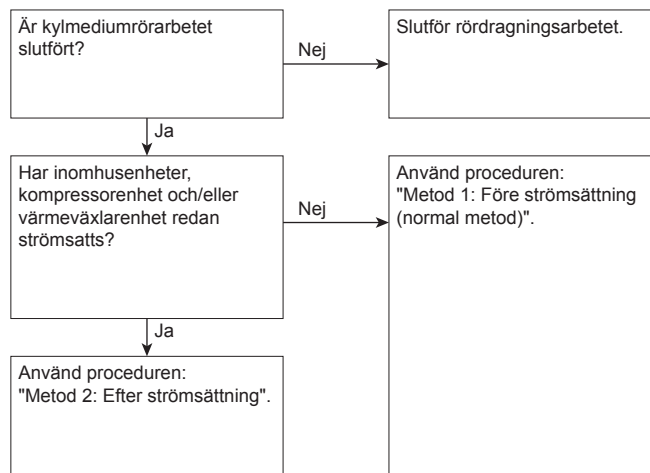 Är kylmediumrörarbetet
slutfört?
Nej
Slutför rördragningsarbetet.
Ja
Har inomhusenheter,
kompressorenhet och/eller
värmeväxlarenhet redan
strömsatts?
Nej
Använd proceduren:
"Metod 1: Före strömsättning
(normal metod)".
Ja
Använd proceduren:
"Metod 2: Efter strömsättning".